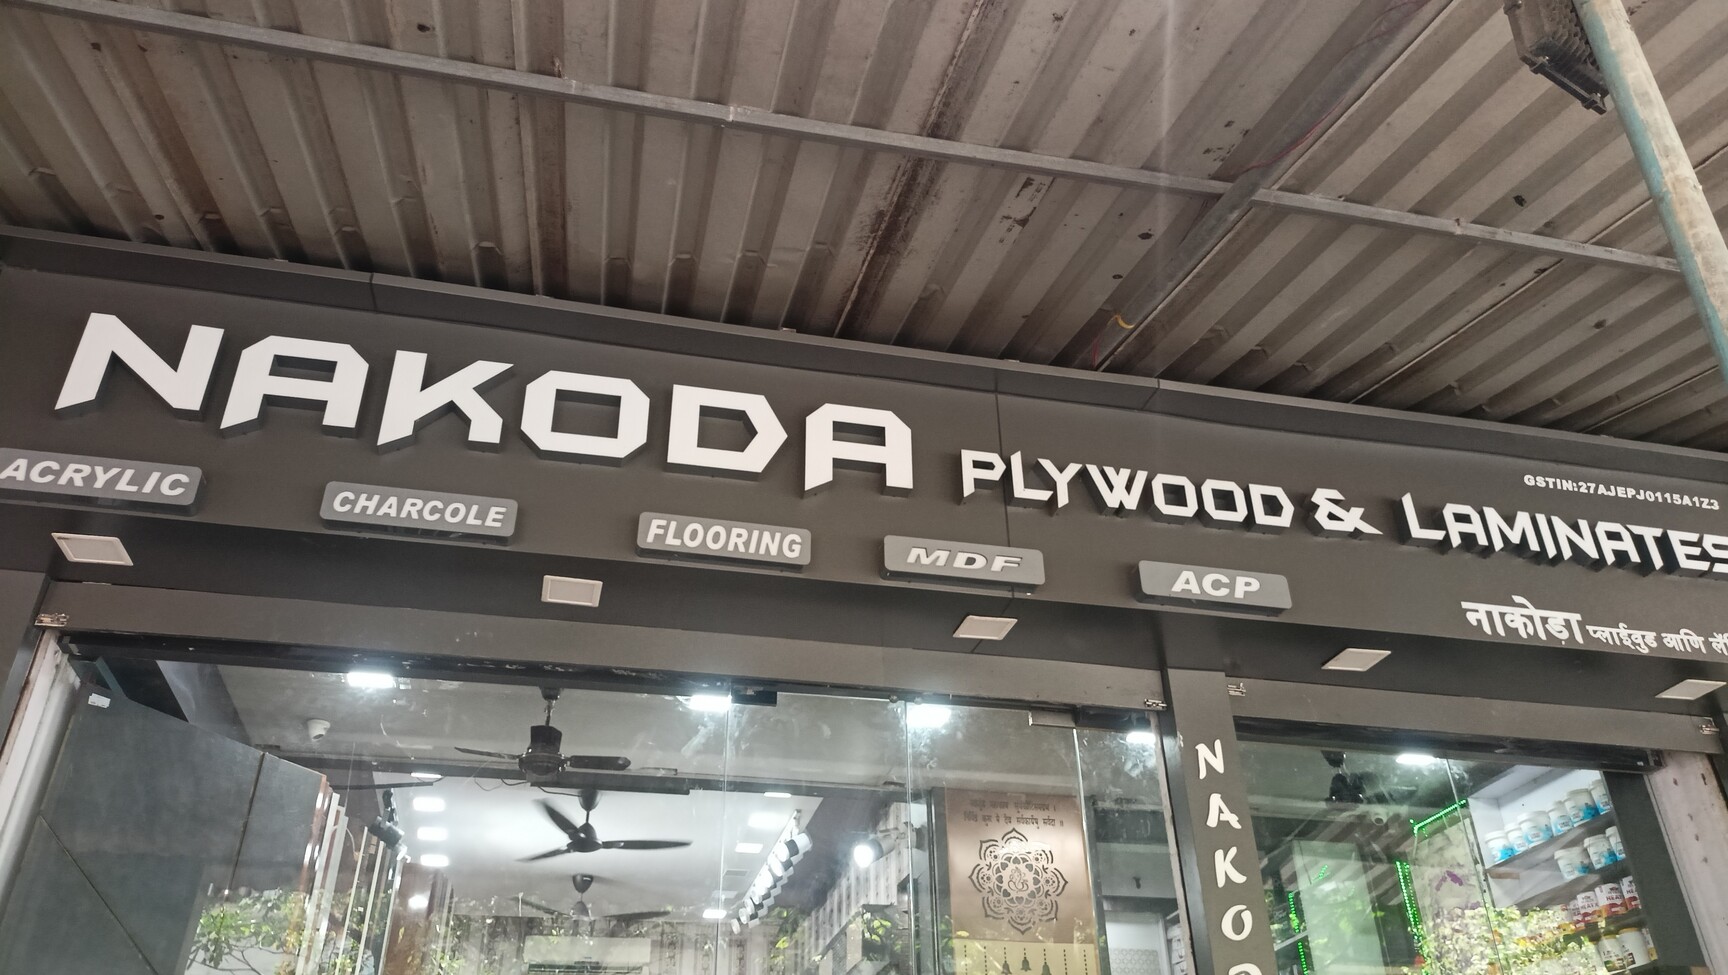 NAKODA PLYWOOD & LAMINATES
GSTIN:27AJEPJ0115A1Z3
ACRYLIC
CHARCOLE
FLOORING
MDF
ACP
नाकोडा प्लाईवुड आणि
NAKO